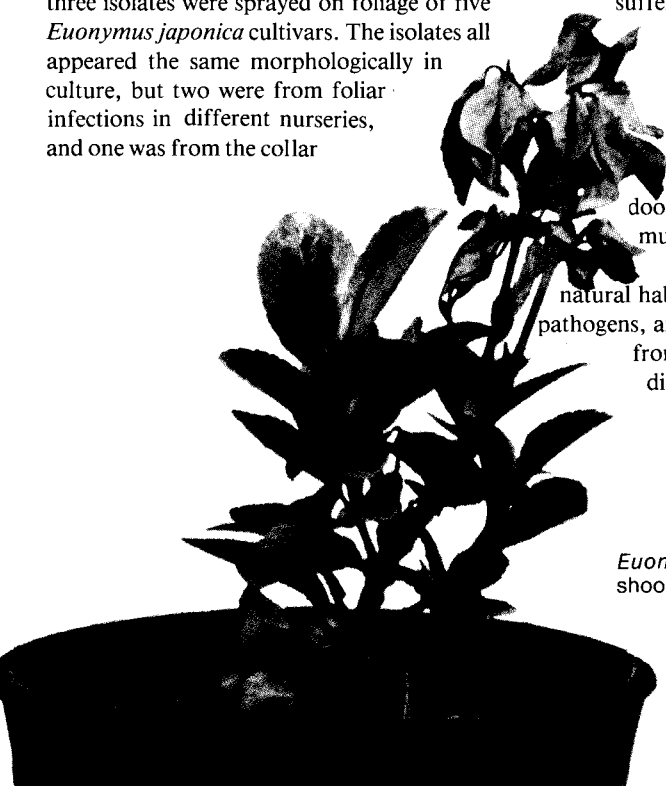 three isolates were sprayed on foliage of five
Euonymus japonica cultivars. The isolates all
appeared the same morphologically in
culture, but two were from foliar
infections in different nurseries,
and one was from the collar
suffe
doo
mu
natural hal
pathogens, a
from
di
Euon
shoo